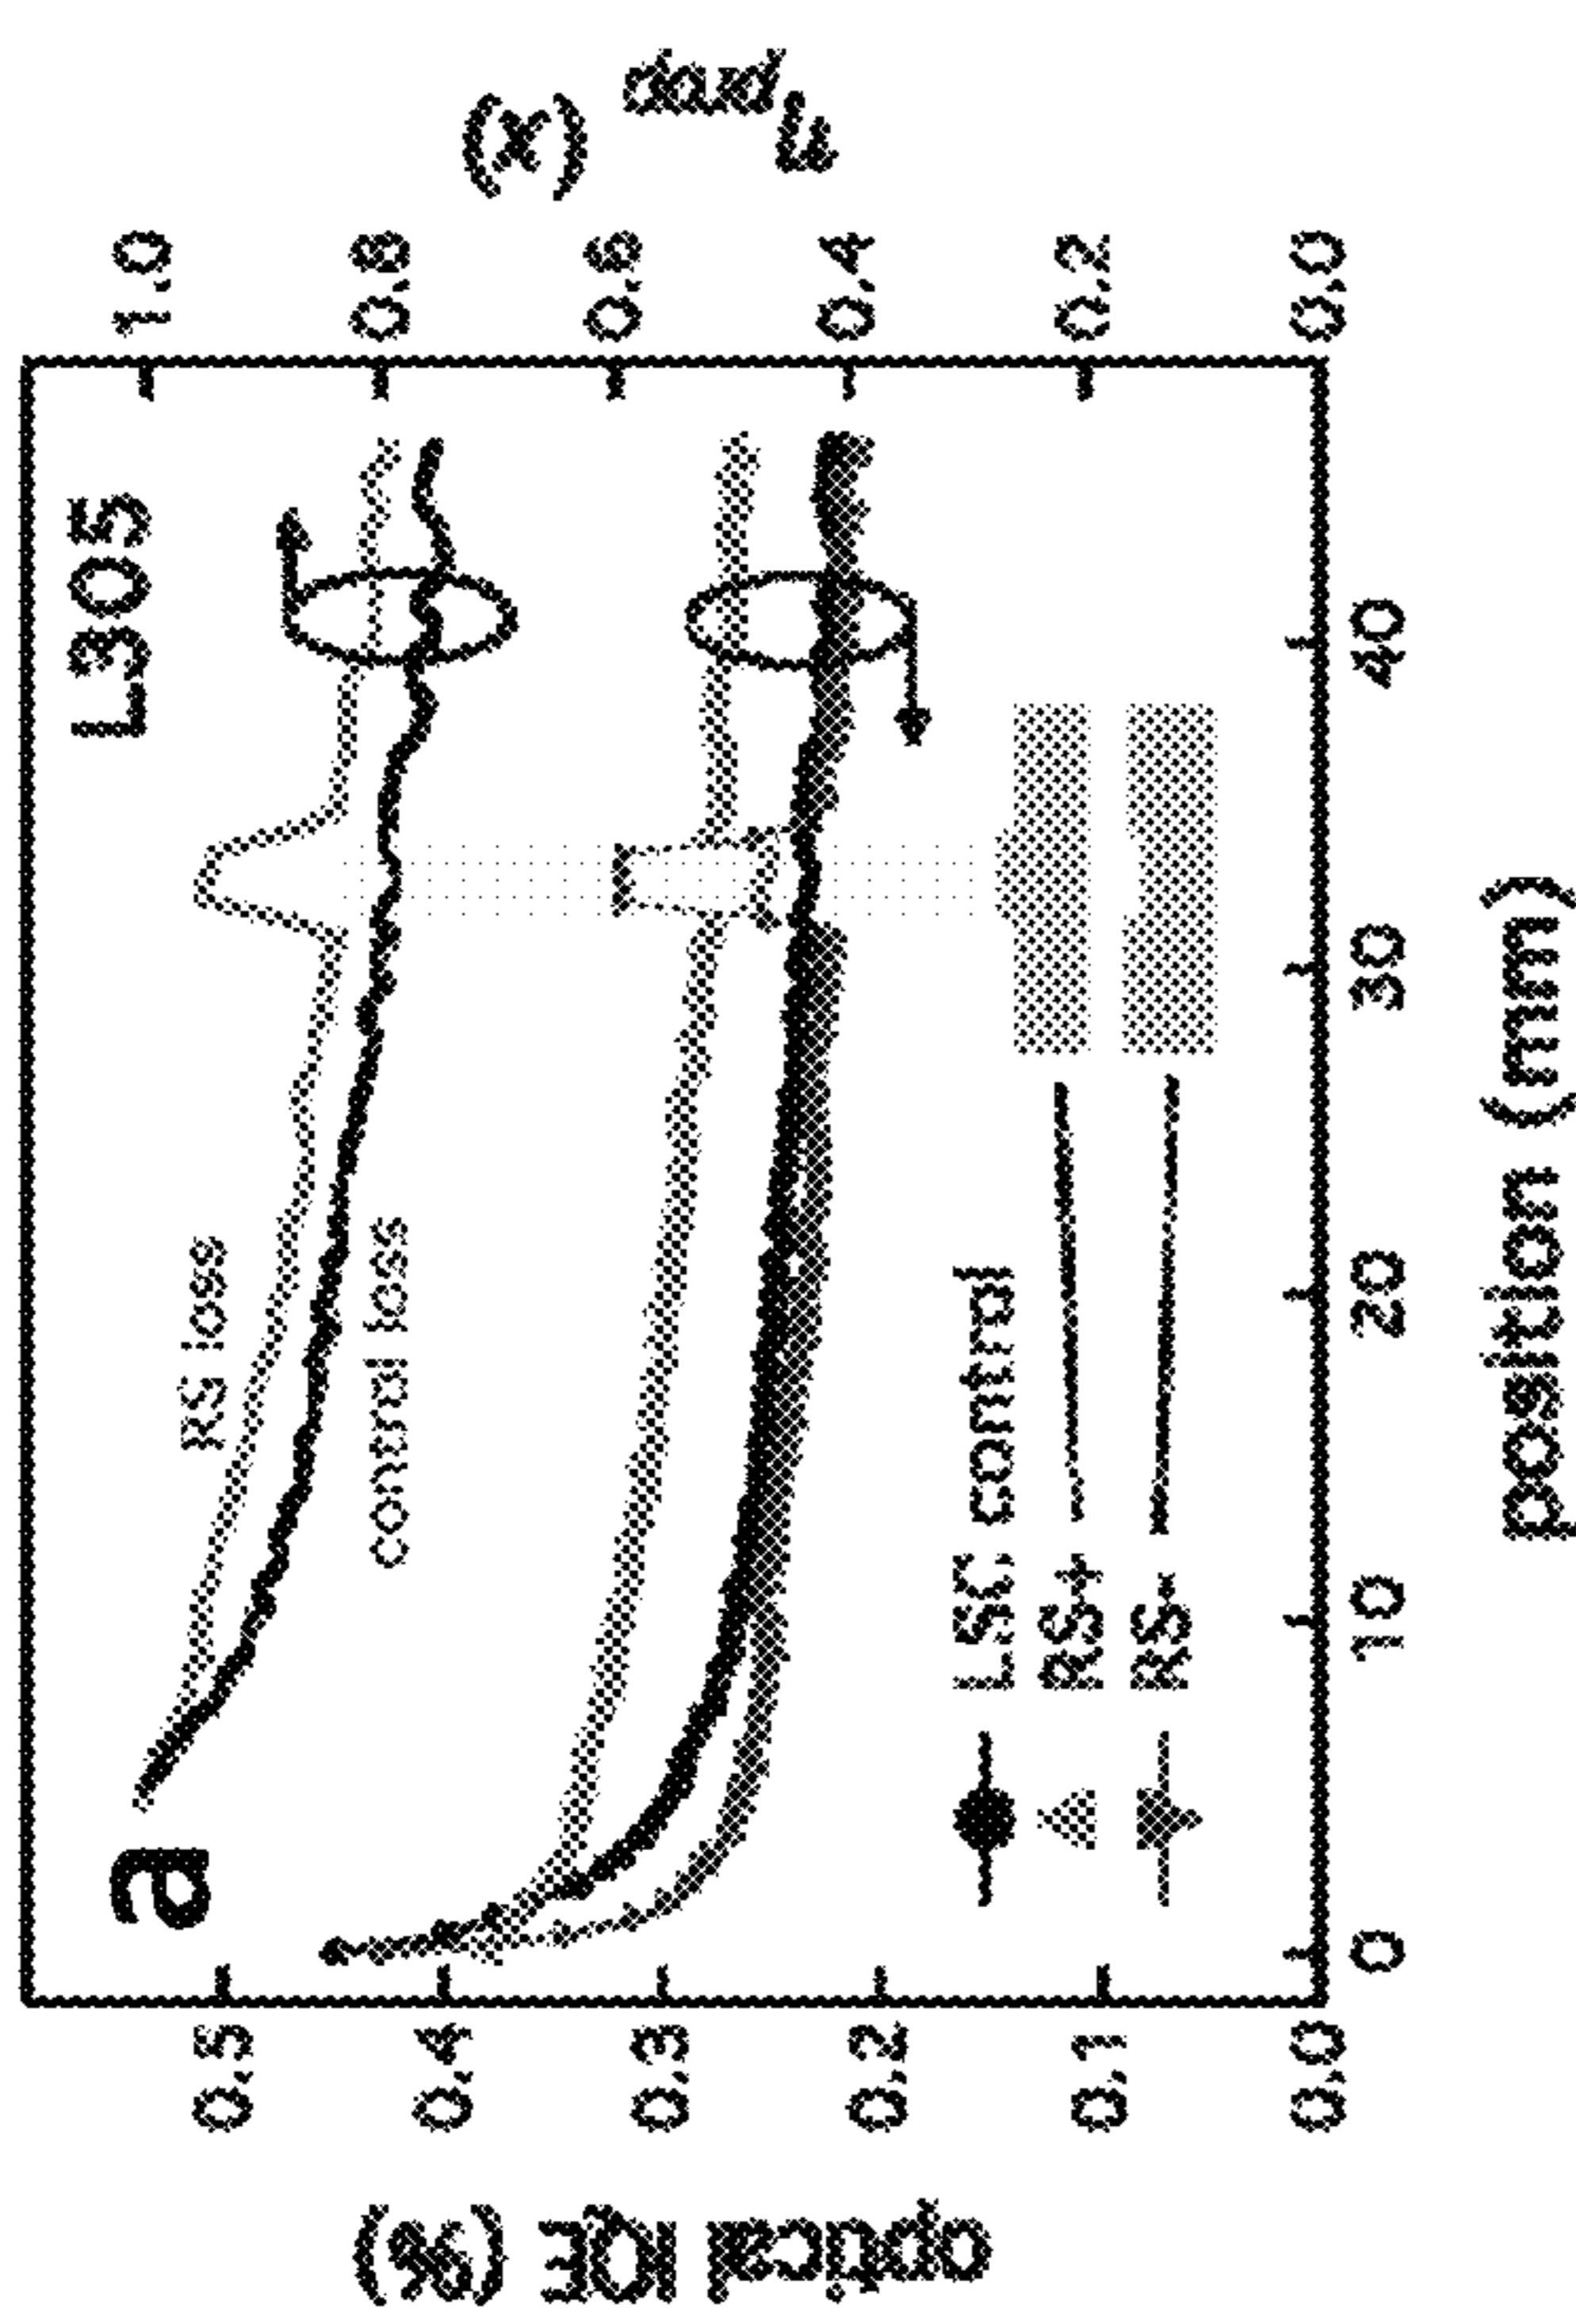 a
L305
RS loss
control loss
LSC control
RS+
RS-
optical IQE (%)
0.5
0.4
0.3
0.2
0.1
0.0
1.0
0.8
0.6
0.4
0.2
0.0
η prop (x)
0 10 20 30 40
position (mm)